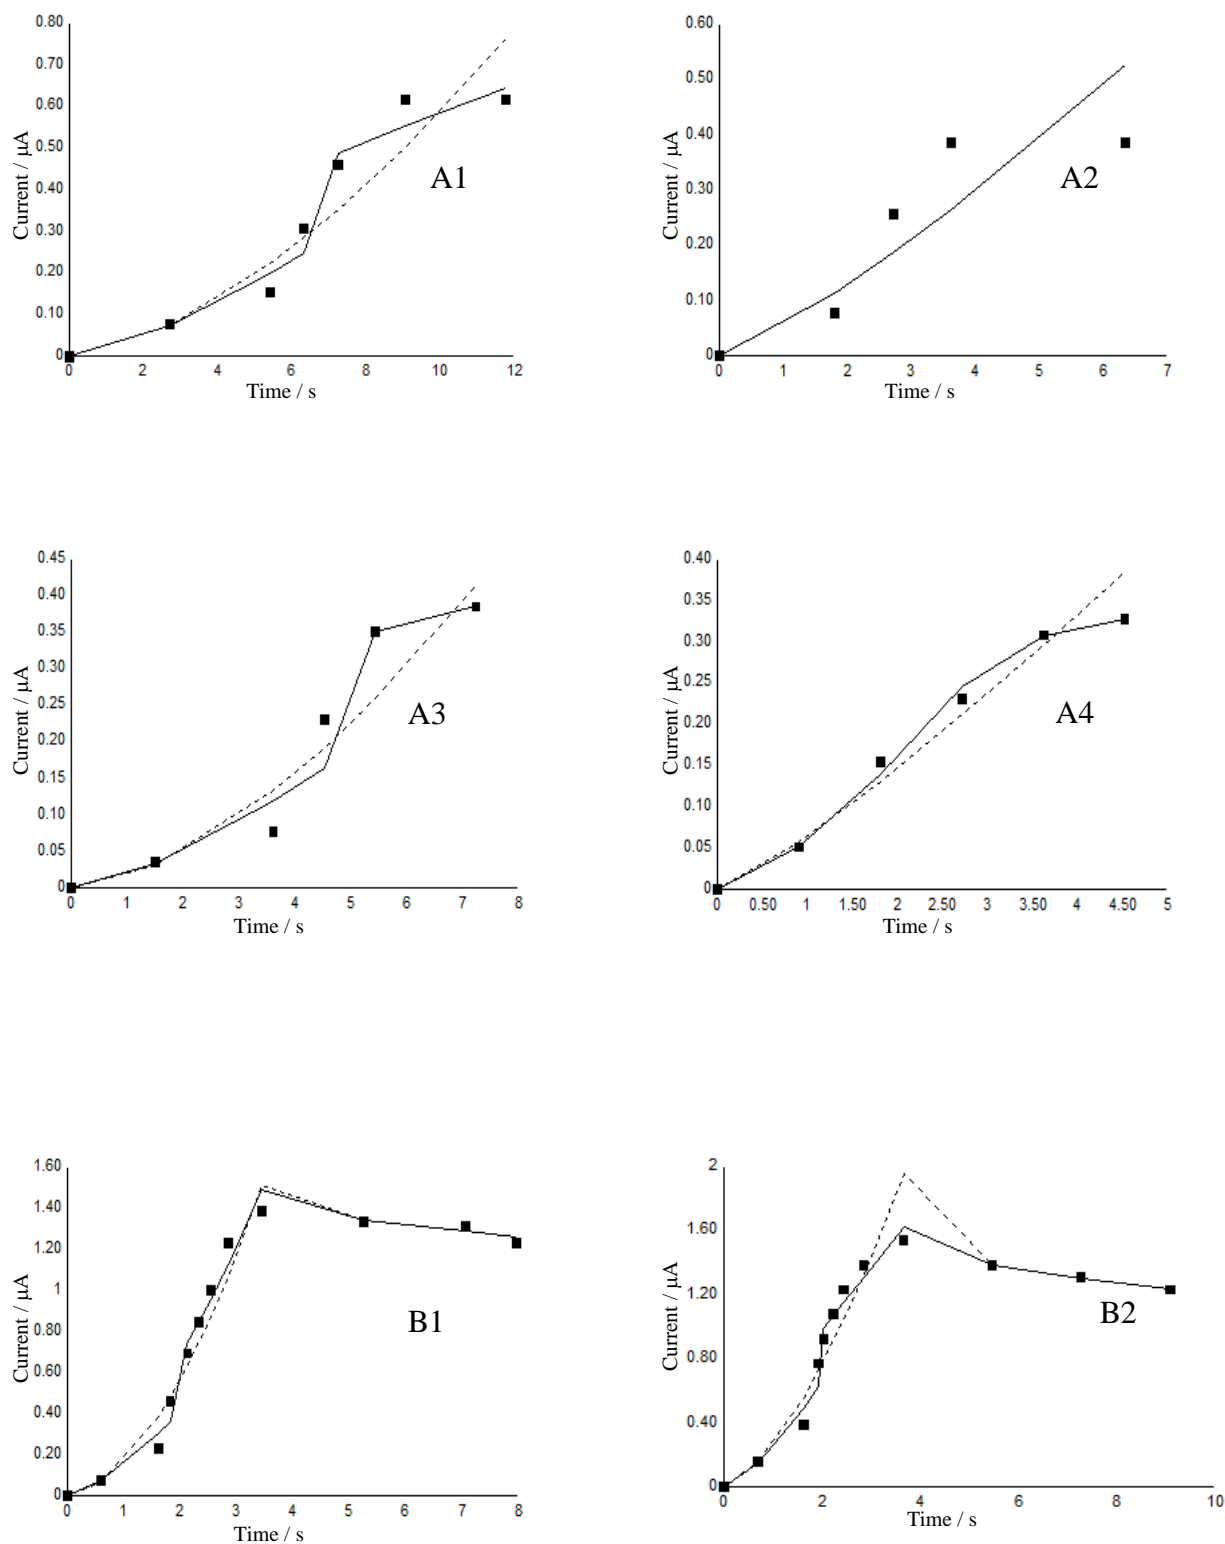 0.80
0.70
0.60
0.50
0.40
0.30
0.20
0.10
0
Current / μA
A1
0 2 4 6 8 10 12
Time / s
0.60
0.50
0.40
0.30
0.20
0.10
0
Current / μA
A2
0 1 2 3 4 5 6 7
Time / s
0.45
0.40
0.35
0.30
0.25
0.20
0.15
0.10
0.05
0
Current / μA
A3
0 1 2 3 4 5 6 7 8
Time / s
0.40
0.35
0.30
0.25
0.20
0.15
0.10
0.05
0
Current / μA
A4
0 0.50 1 1.50 2 2.50 3 3.50 4 4.50 5
Time / s
1.60
1.40
1.20
1
0.80
0.60
0.40
0.20
0
Current / μA
B1
0 1 2 3 4 5 6 7 8
Time / s
2
1.60
1.20
0.80
0.40
0
Current / μA
B2
0 2 4 6 8 10
Time / s